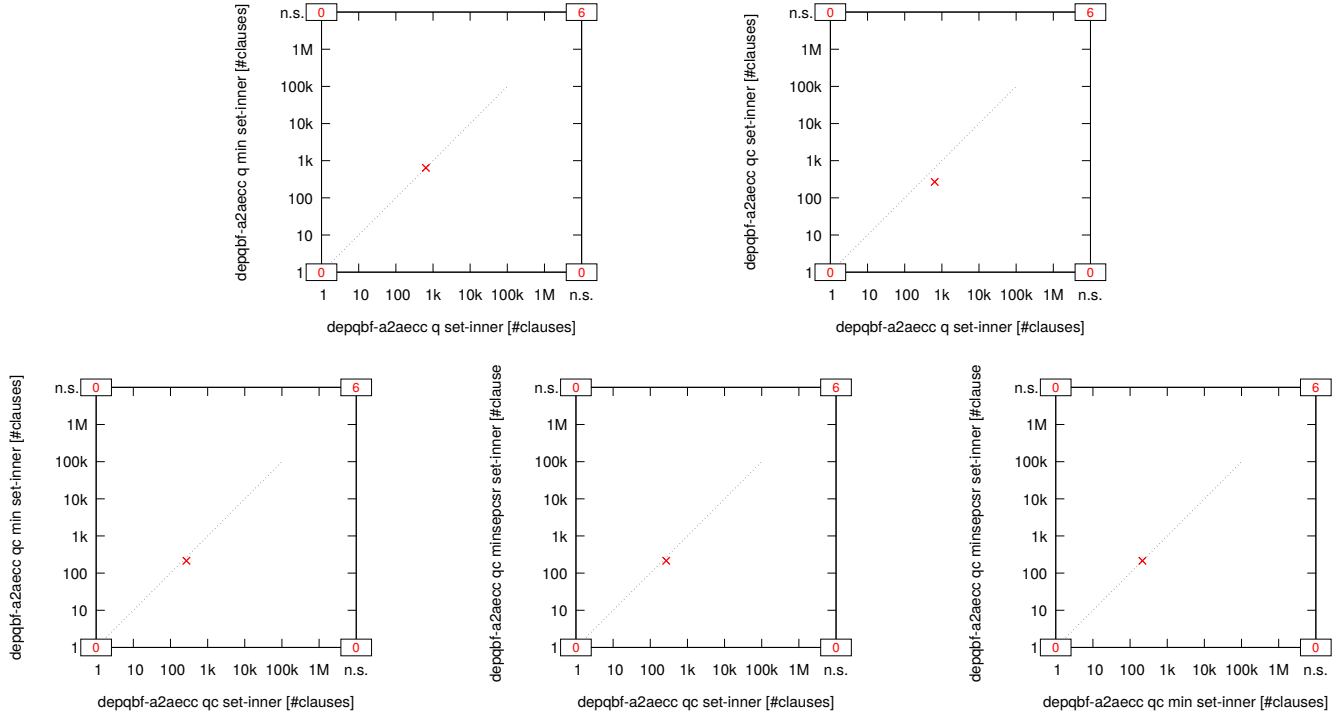 n.s. 0 6
1M
100k
10k
1k
100
10
1 0 0
1 10 100 1k 10k 100k 1M n.s.
depqbf-a2aecc q set-inner [#clauses]
depqbf-a2aecc q min set-inner [#clauses]
n.s. 0 6
1M
100k
10k
1k
100
10
1 0 0
1 10 100 1k 10k 100k 1M n.s.
depqbf-a2aecc q set-inner [#clauses]
depqbf-a2aecc qc set-inner [#clauses]
n.s. 0 6
1M
100k
10k
1k
100
10
1 0 0
1 10 100 1k 10k 100k 1M n.s.
depqbf-a2aecc qc set-inner [#clauses]
depqbf-a2aecc qc min set-inner [#clauses]
n.s. 0 6
1M
100k
10k
1k
100
10
1 0 0
1 10 100 1k 10k 100k 1M n.s.
depqbf-a2aecc qc set-inner [#clauses]
depqbf-a2aecc qc minsepcsr set-inner [#clause
n.s. 0 6
1M
100k
10k
1k
100
10
1 0 0
1 10 100 1k 10k 100k 1M n.s.
depqbf-a2aecc qc min set-inner [#clauses]
depqbf-a2aecc qc minsepcsr set-inner [#clause